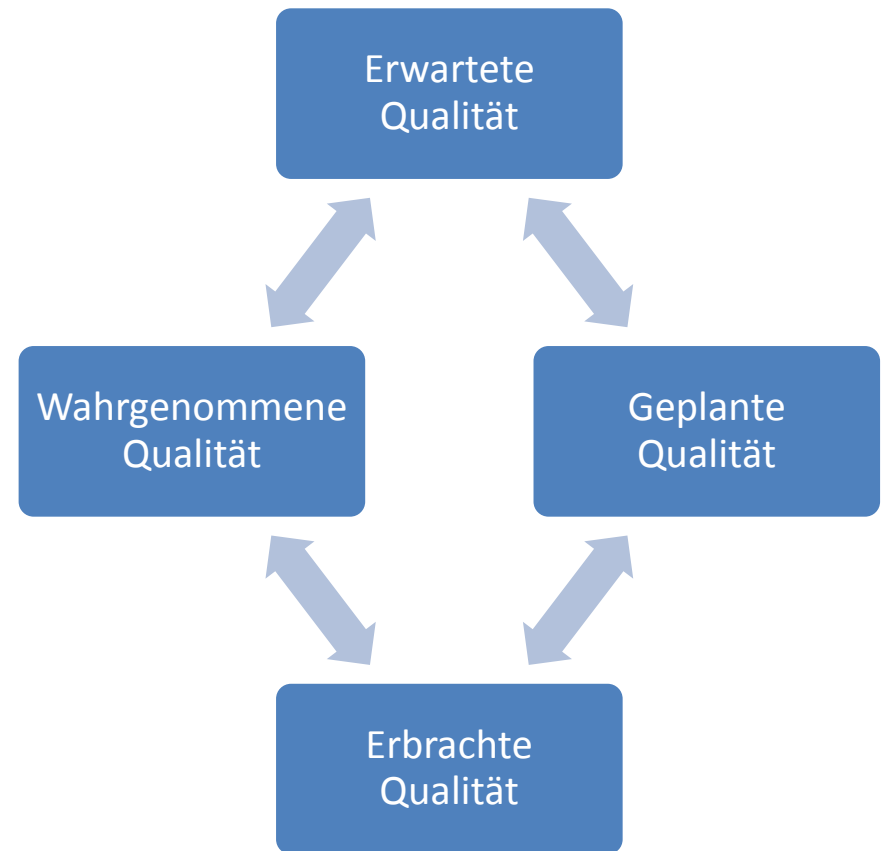 Erwartete
Qualität
Wahrgenommene
Qualität
Geplante
Qualität
Erbrachte
Qualität